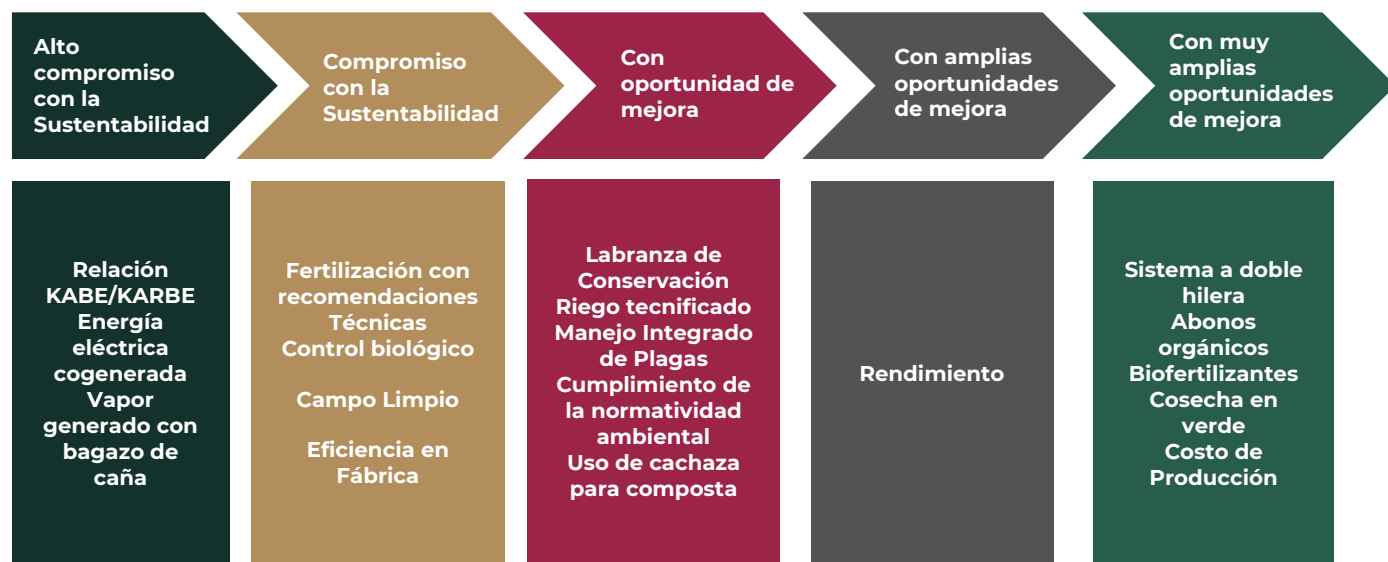 Alto
compromiso
con la
Sustentabilidad
Compromiso
con la
Sustentabilidad
Con
oportunidad de
mejora
Con amplias
oportunidades
de mejora
Con muy
amplias
oportunidades
de mejora
Relación
KABE/KARBE
Energía
eléctrica
cogenerada
Vapor
generado con
bagazo de
caña
Fertilización con
recomendaciones
Técnicas
Control biológico
Campo Limpio
Eficiencia en
Fábrica
Labranza de
Conservación
Riego tecnificado
Manejo Integrado
de Plagas
Cumplimiento de
la normatividad
ambiental
Uso de cachaza
para composta
Rendimiento
Sistema a doble
hilera
Abonos
orgánicos
Biofertilizantes
Cosecha en
verde
Costo de
Producción